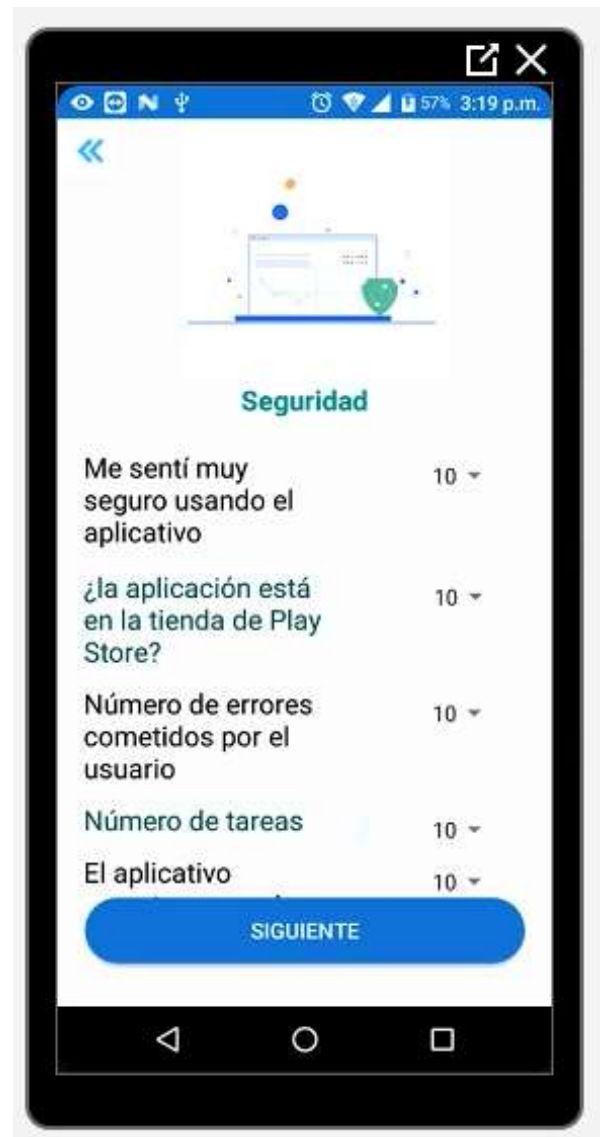 57% 3:19 p.m.
Seguridad
Me sentí muy
seguro usando el
aplicativo
10
¿la aplicación está
en la tienda de Play
Store?
10
Número de errores
cometidos por el
usuario
10
Número de tareas
10
El aplicativo
10
SIGUIENTE